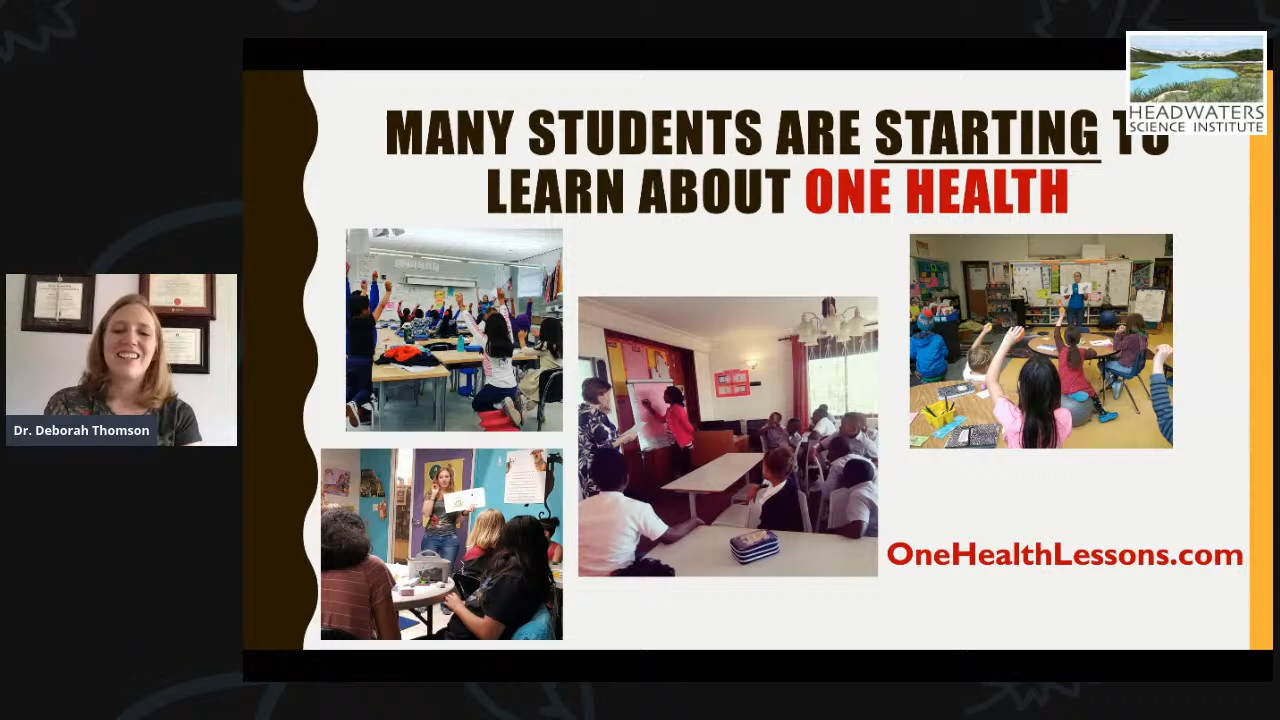 MANY STUDENTS ARE STARTING TO
LEARN ABOUT ONE HEALTH
HEADWATERS
SCIENCE INSTITUTE
Dr. Deborah Thomson
OneHealthLessons.com